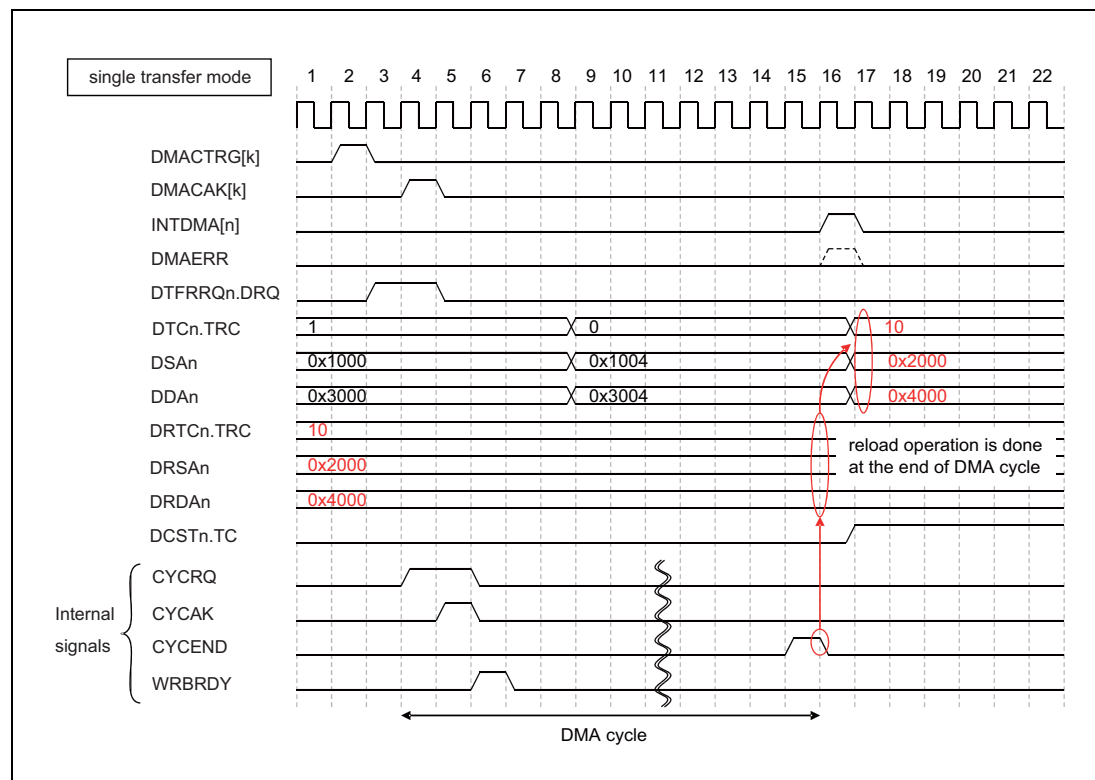 single transfer mode
1 2 3 4 5 6 7 8 9 10 11 12 13 14 15 16 17 18 19 20 21 22
DMACTRG[k]
DMACAK[k]
INTDMA[n]
DMAERR
DTFRRQn.DRQ
DTCn.TRC 1 0 10
DSAn 0x1000 0x1004 0x2000
DDAn 0x3000 0x3004 0x4000
DRTCn.TRC 10
DRSAn 0x2000
DRDAn 0x4000
reload operation is done
at the end of DMA cycle
DCSTn.TC
Internal
signals
CYCRQ
CYCAK
CYCEND
WRBRDY
DMA cycle